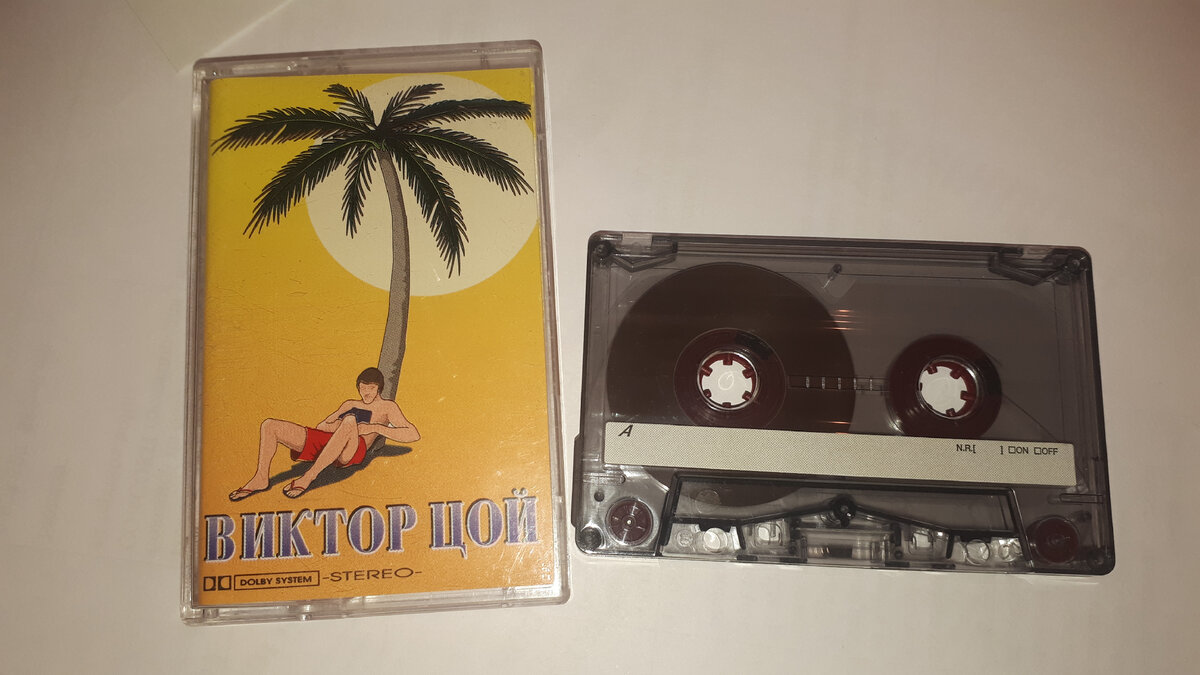 ВИКТОР ЦОЙ
DOLBY SYSTEM -STEREO-
A
N.R.[ ] ON OFF